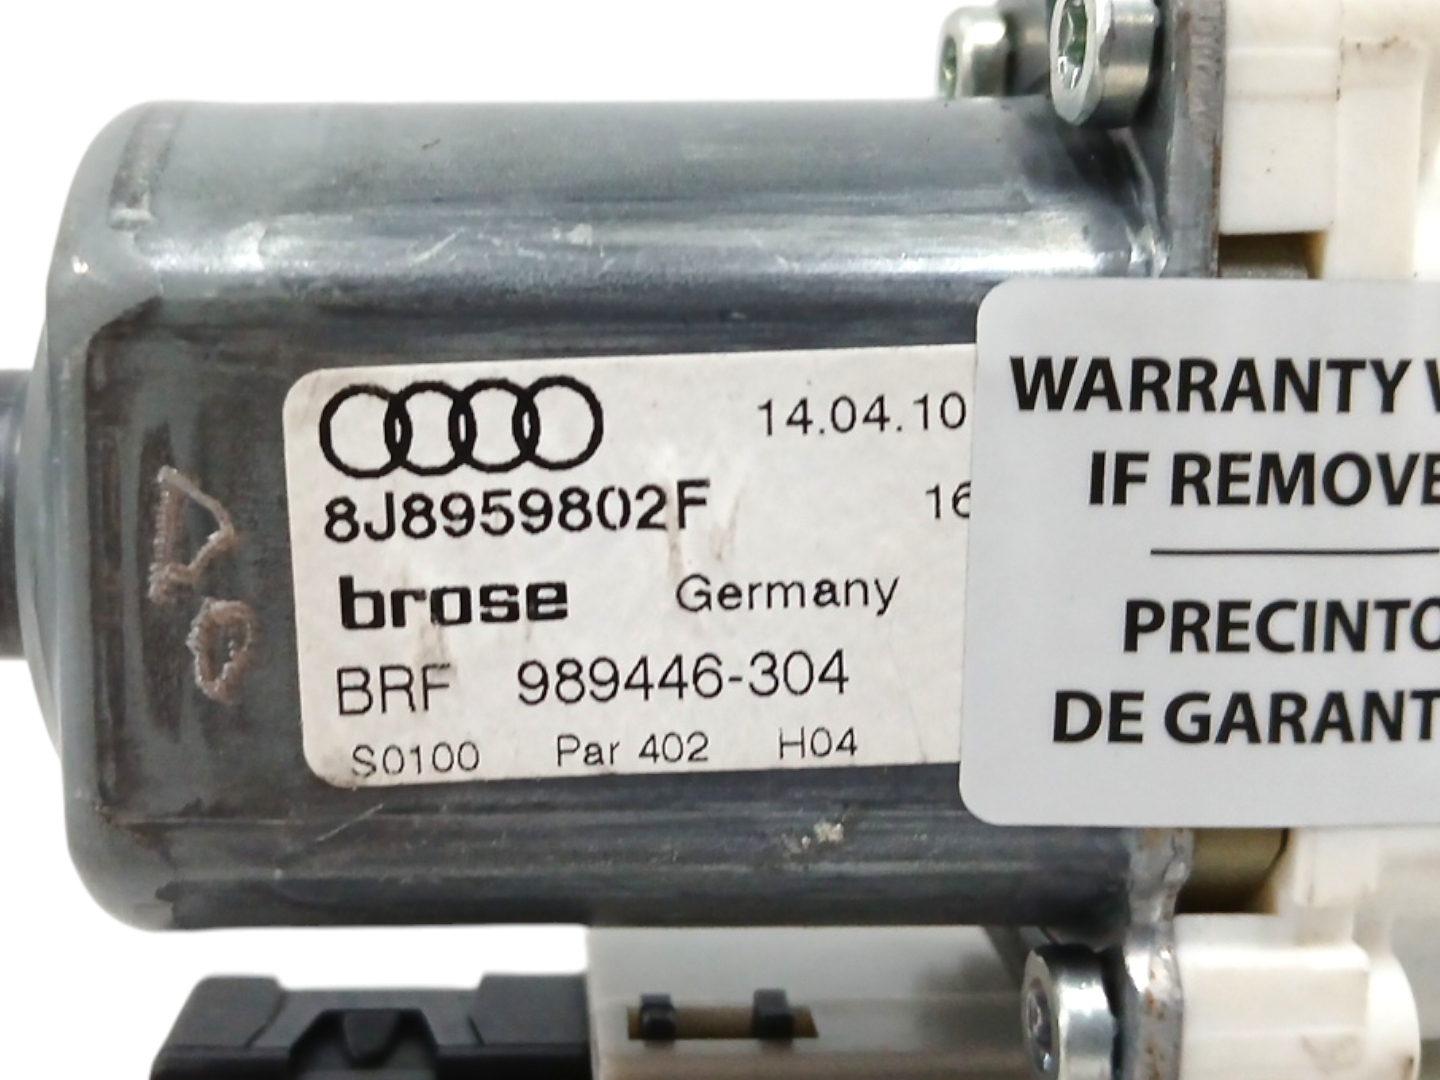 14.04.10
8J8959802F
16
brose Germany
BRF 989446-304
S0100 Par 402 H04
WARRANTY
IF REMOVE
PRECINTO
DE GARANT